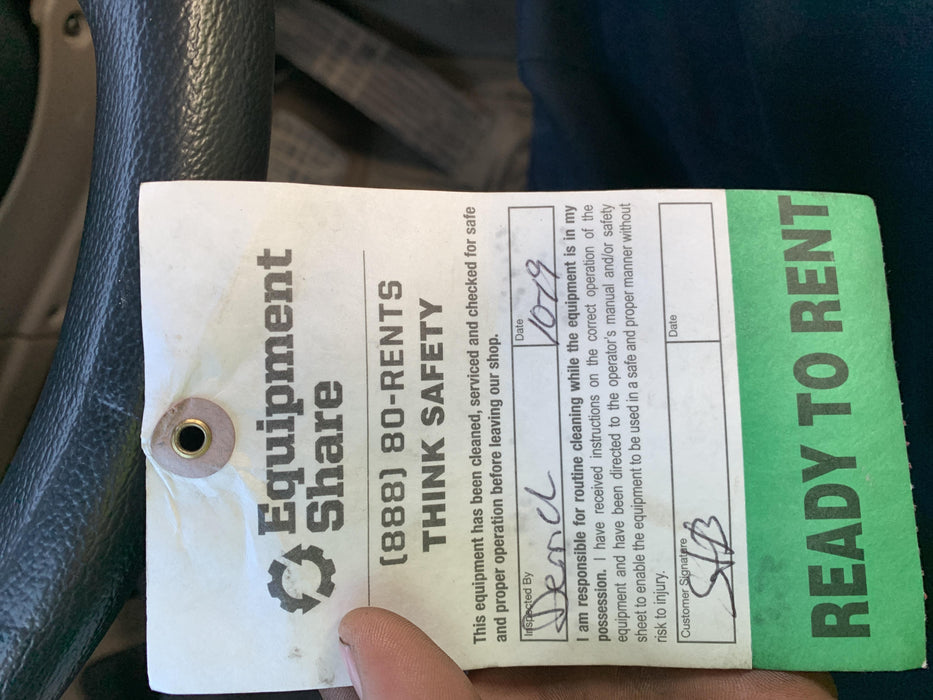 Equipment
Share
(888) 80-RENTS
THINK SAFETY
This equipment has been cleaned, serviced and checked for safe
and proper operation before leaving our shop.
Inspected By
Date
10-19
I am responsible for routine cleaning while the equipment is in my
possession. I have received instructions on the correct operation of the
equipment and have been directed to the operator's manual and/or safety
sheet to enable the equipment to be used in a safe and proper manner without
risk to injury.
Customer Signature
Date
READY TO RENT